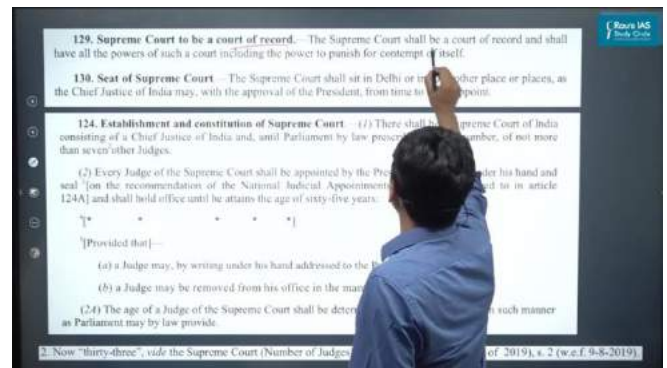 Rau's IAS
Study Circle
129. Supreme Court to be a court of record.—The Supreme Court shall be a court of record and shall
have all the powers of such a court including the power to punish for contempt of itself.
130. Seat of Supreme Court.—The Supreme Court shall sit in Delhi or in other place or places, as
the Chief Justice of India may, with the approval of the President, from time to
124. Establishment and constitution of Supreme Court.—(1) There shall Supreme Court of India
consisting of a Chief Justice of India and, until Parliament by law number, of not more
than seven other Judges.
(2) Every Judge of the Supreme Court shall be appointed by the under his hand and
seal [on the recommendation of the National Judicial Appointments to in article
124A] and shall hold office until he attains the age of sixty-five years:
[* * * * *]
[Provided that]—
(a) a Judge may, by writing under his hand addressed to the
(b) a Judge may be removed from his office in the
(2A) The age of a Judge of the Supreme Court shall be such manner
as Parliament may by law provide.
2. Now "thirty-three", vide the Supreme Court (Number of Judges of 2019), s. 2 (w.e.f. 9-8-2019).